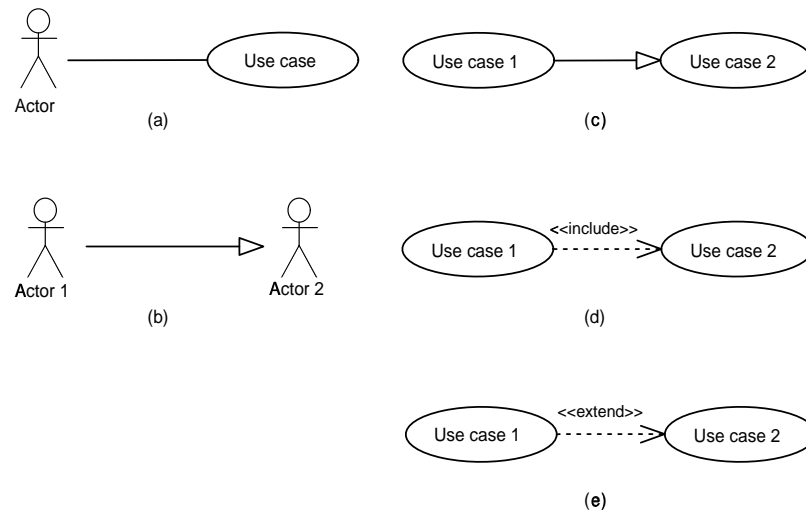 Use case
Actor
(a)
Use case 1
Use case 2
(c)
Actor 1
Actor 2
(b)
<<include>>
Use case 1
Use case 2
(d)
<<extend>>
Use case 1
Use case 2
(e)